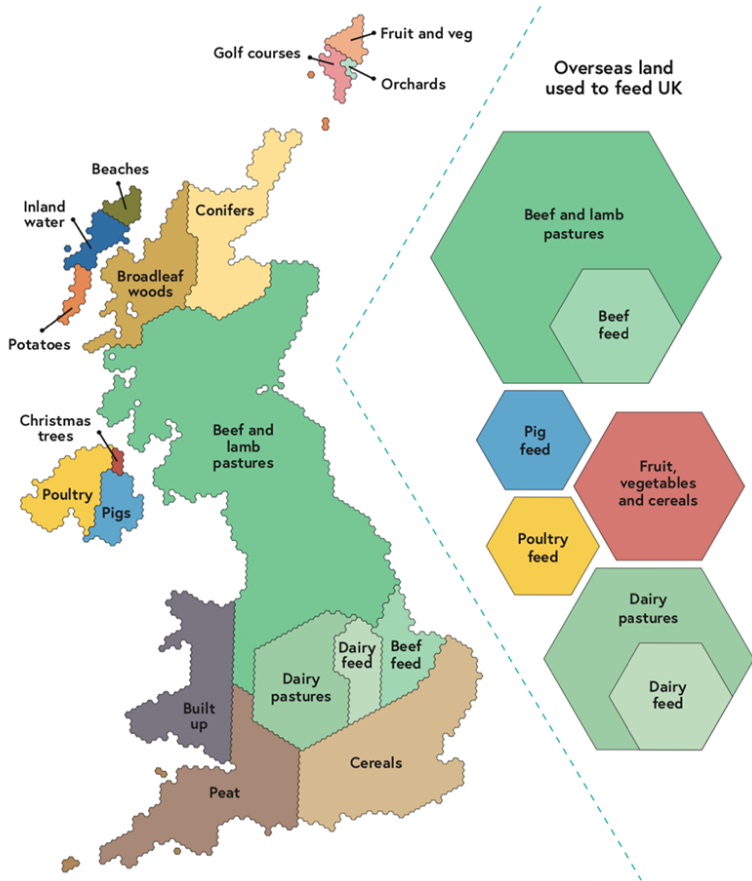 Fruit and veg
Golf courses
Orchards
Overseas land
used to feed UK
Beaches
Inland
water
Conifers
Broadleaf
woods
Potatoes
Beef and lamb
pastures
Beef
feed
Christmas
trees
Beef and
lamb
pastures
Poultry
Pigs
Pig
feed
Fruit,
vegetables
and cereals
Poultry
feed
Built
up
Dairy
pastures
Dairy
feed
Beef
feed
Dairy
pastures
Dairy
feed
Peat
Cereals